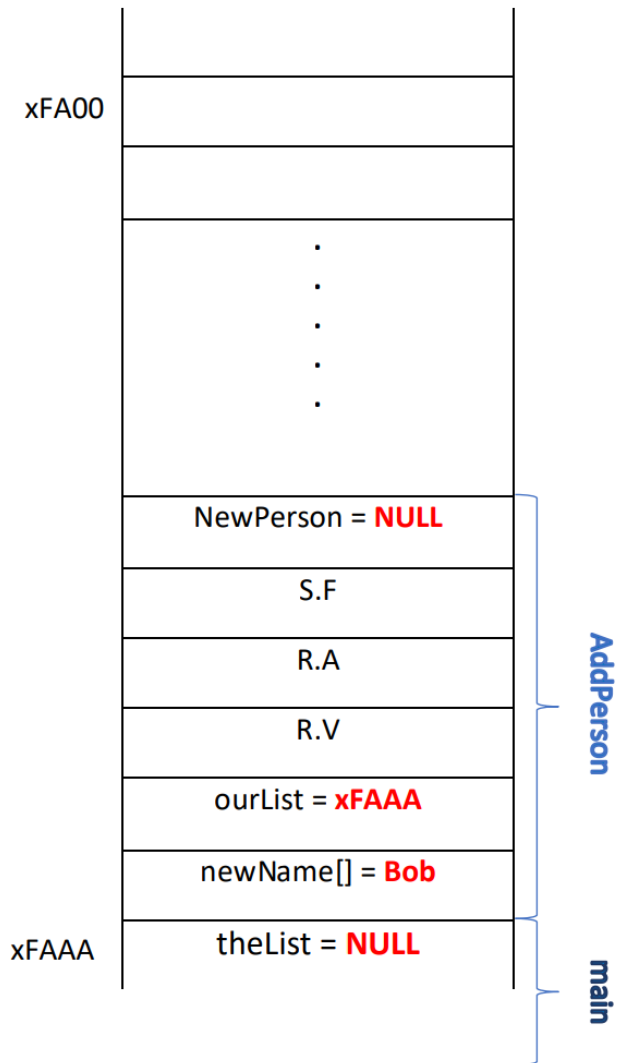 xFA00
.
.
.
.
.
NewPerson = NULL
S.F
R.A
R.V
ourList = xFAAA
newName[] = Bob
AddPerson
xFAAA
theList = NULL
main